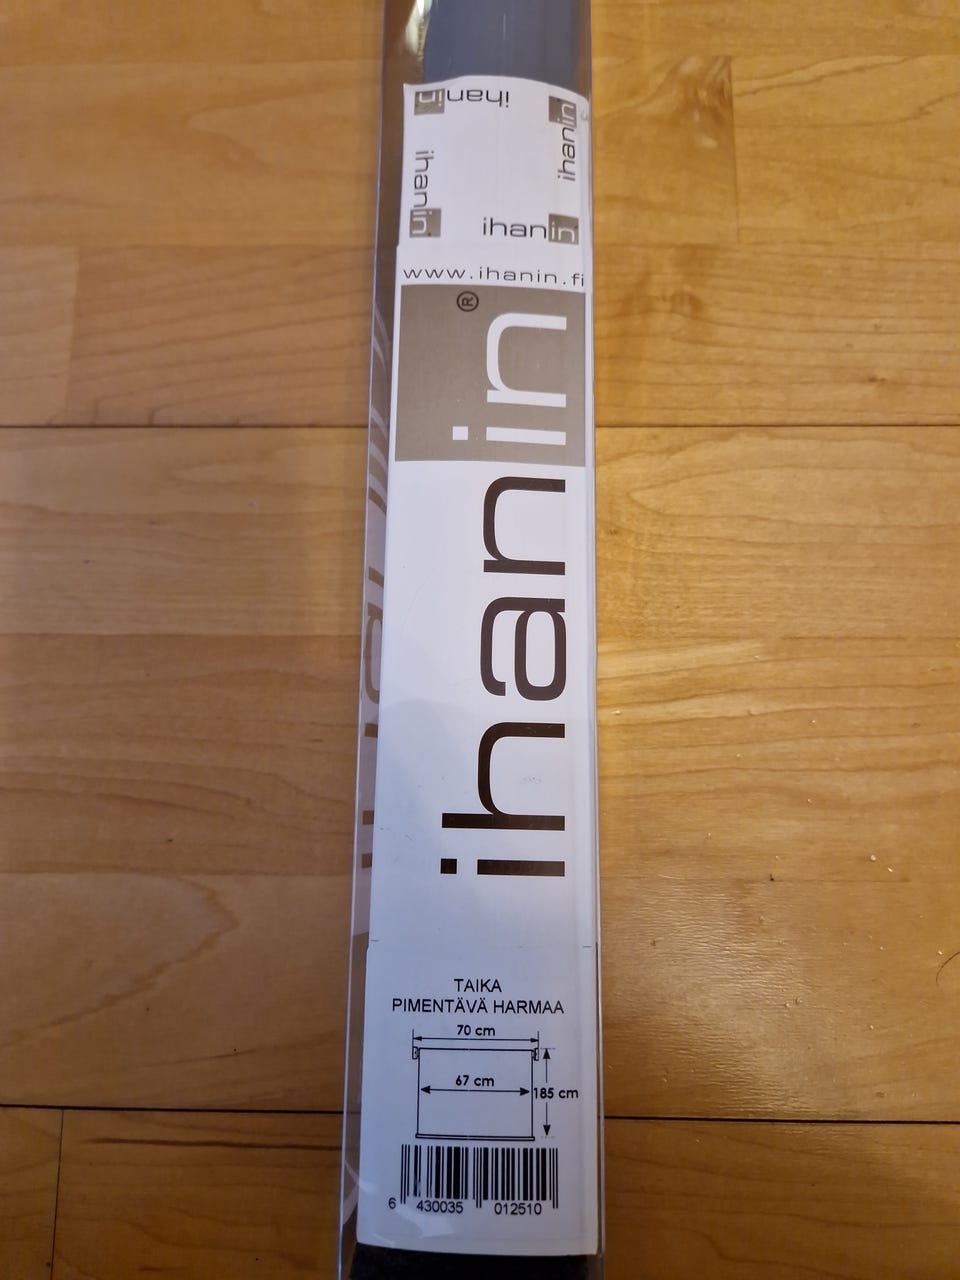 ihanin
ihanin
ihanin
ihanin
www.ihanin.fi
ihanin®
TAIKA
PIMENTÄVÄ HARMAA
70 cm
67 cm
185 cm
6 430035 012510